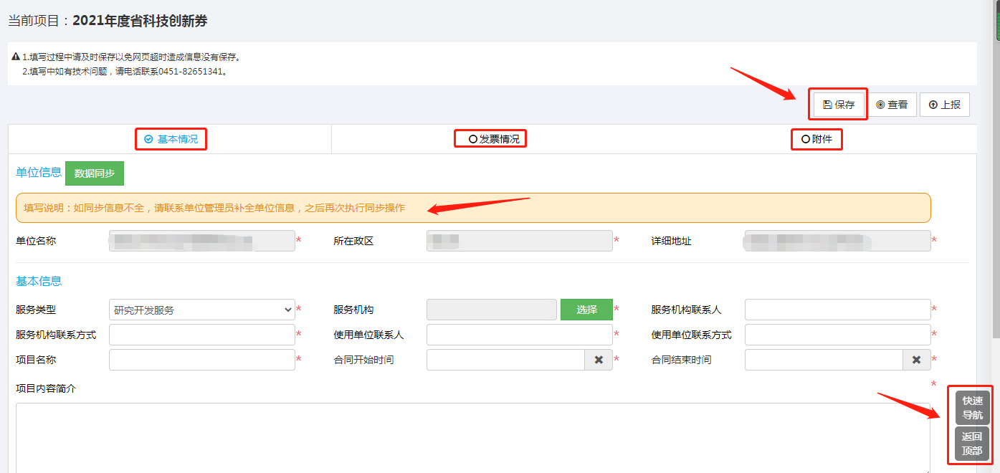 当前项目：2021年度省科技创新券
1.填写过程中请及时保存以免网页超时造成信息没有保存。
2.填写中如有技术问题，请电话联系0451-82651341。
保存 查看 上报
基本情况 发票情况 附件
单位信息 数据同步
填写说明：如同步信息不全，请联系单位管理员补全单位信息，之后再次执行同步操作
单位名称 * 所在政区 * 详细地址 *
基本信息
服务类型 研究开发服务 * 服务机构 选择 * 服务机构联系人 *
服务机构联系方式 * 使用单位联系人 * 使用单位联系方式 *
项目名称 * 合同开始时间 * 合同结束时间 *
项目内容简介 *
快速
导航
返回
顶部